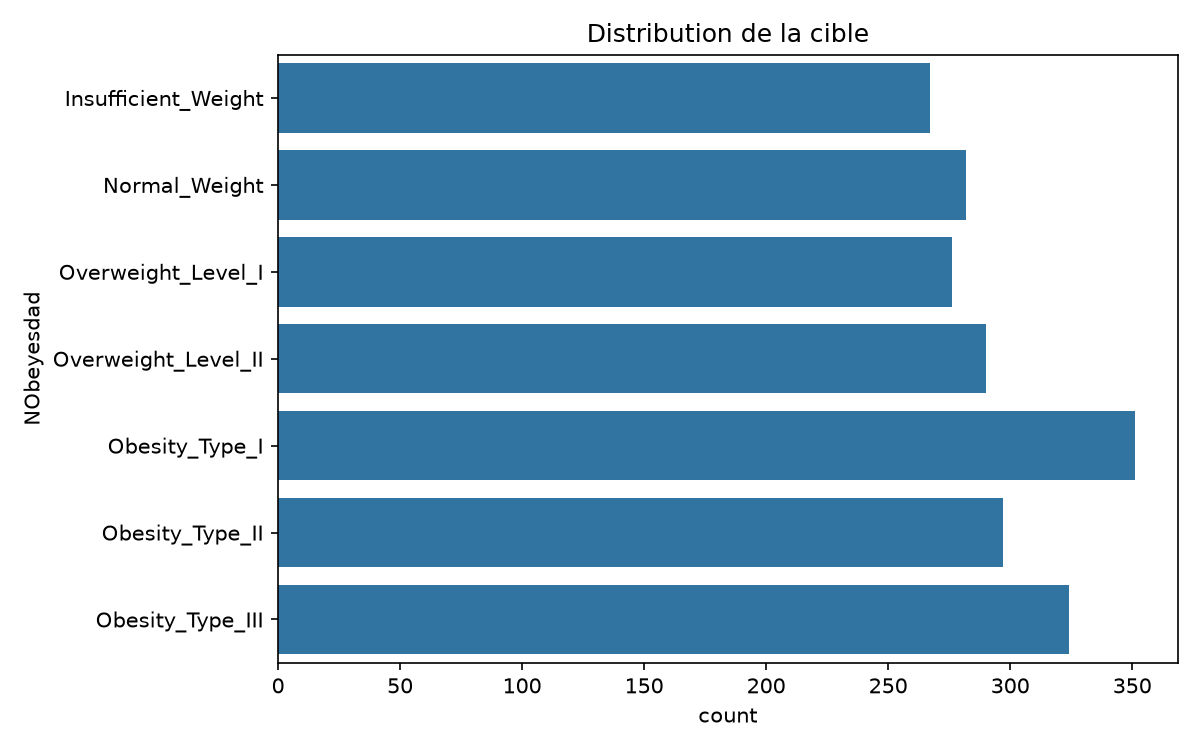 Distribution de la cible
Insufficient_Weight
Normal_Weight
Overweight_Level_I
Overweight_Level_II
Obesity_Type_I
Obesity_Type_II
Obesity_Type_III
NObeyesdad
0 50 100 150 200 250 300 350
count